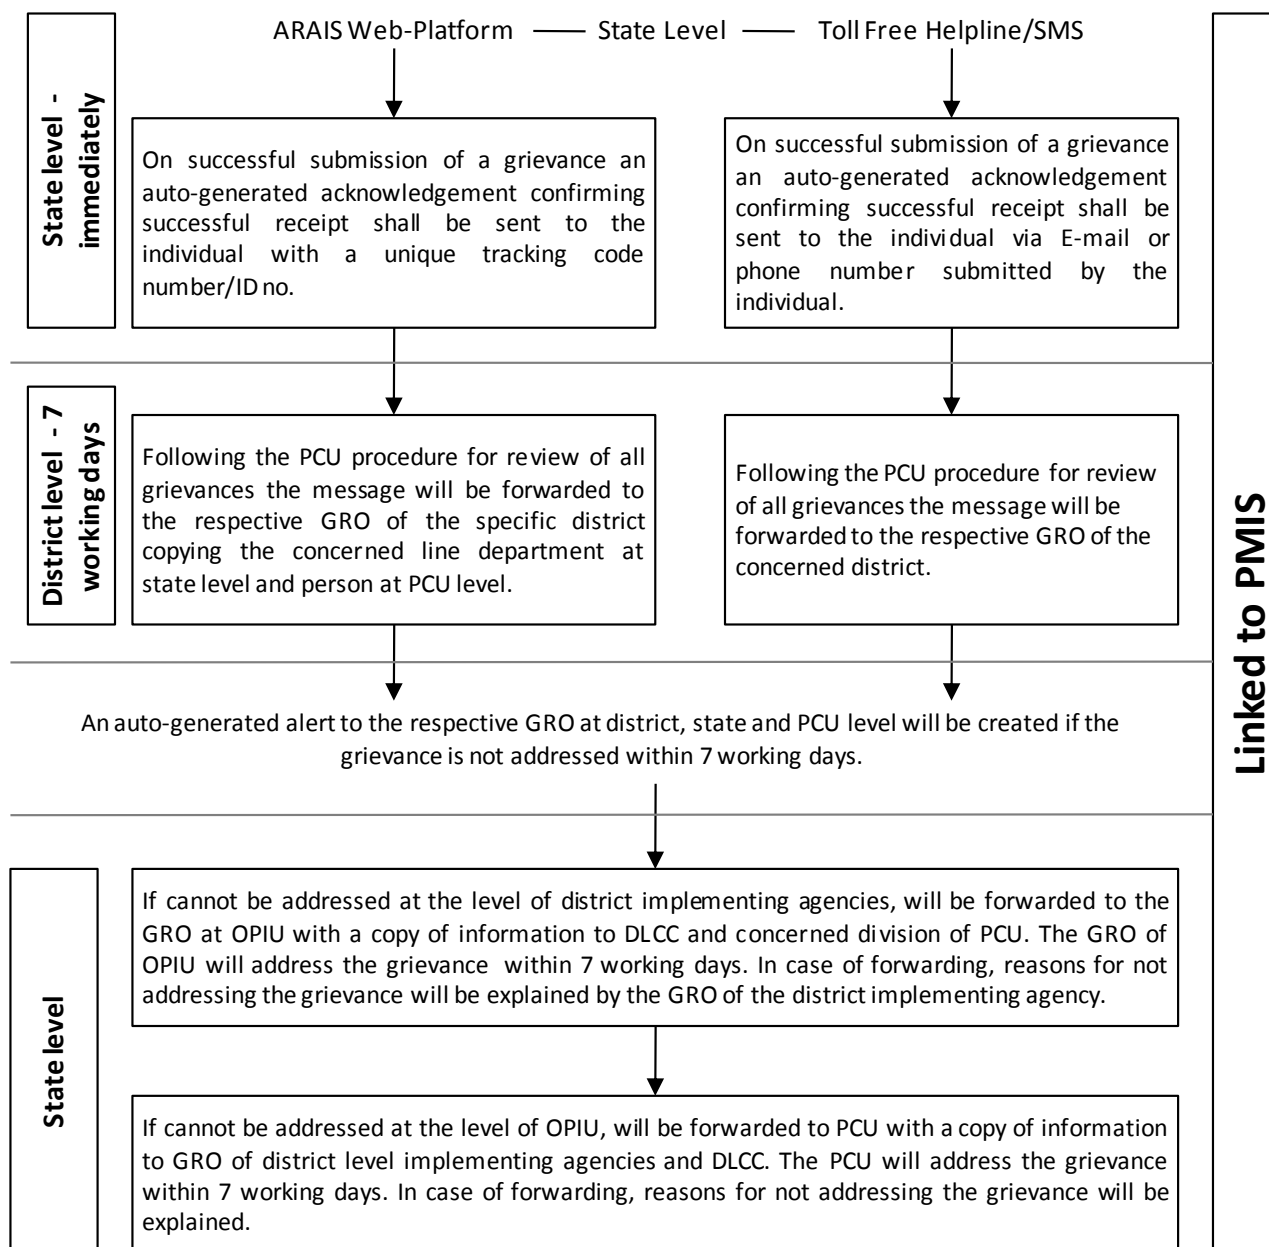 ARAIS Web-Platform — State Level — Toll Free Helpline/SMS
State level -
immediately
On successful submission of a grievance an
auto-generated acknowledgement confirming
successful receipt shall be sent to the
individual with a unique tracking code
number/ID no.
On successful submission of a grievance
an auto-generated acknowledgement
confirming successful receipt shall be
sent to the individual via E-mail or
phone number submitted by the
individual.
District level - 7
working days
Following the PCU procedure for review of all
grievances the message will be forwarded to
the respective GRO of the specific district
copying the concerned line department at
state level and person at PCU level.
Following the PCU procedure for review
of all grievances the message will be
forwarded to the respective GRO of the
concerned district.
An auto-generated alert to the respective GRO at district, state and PCU level will be created if the
grievance is not addressed within 7 working days.
State level
If cannot be addressed at the level of district implementing agencies, will be forwarded to the
GRO at OPIU with a copy of information to DLCC and concerned division of PCU. The GRO of
OPIU will address the grievance within 7 working days. In case of forwarding, reasons for not
addressing the grievance will be explained by the GRO of the district implementing agency.
If cannot be addressed at the level of OPIU, will be forwarded to PCU with a copy of information
to GRO of district level implementing agencies and DLCC. The PCU will address the grievance
within 7 working days. In case of forwarding, reasons for not addressing the grievance will be
explained.
Linked to PMIS